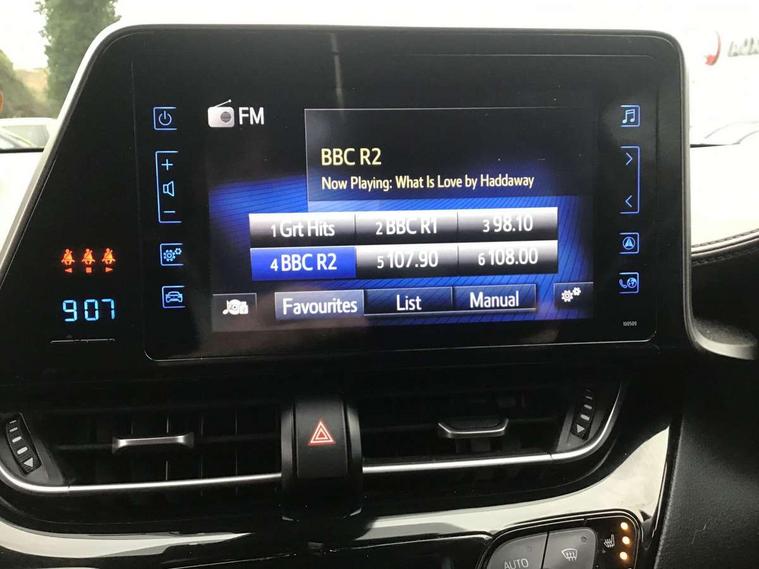 FM
BBC R2
Now Playing: What Is Love by Haddaway
1 Grt Hits 2 BBC R1 3 98.10
4 BBC R2 5 107.90 6 108.00
Favourites List Manual
907
100509
AUTO